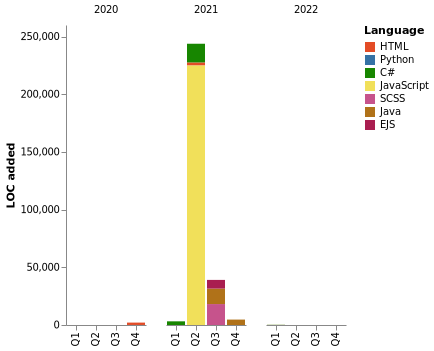 2020 2021 2022
Language
HTML
Python
C#
JavaScript
SCSS
Java
EJS
LOC added
250,000
200,000
150,000
100,000
50,000
0
Q1 Q2 Q3 Q4 Q1 Q2 Q3 Q4 Q1 Q2 Q3 Q4